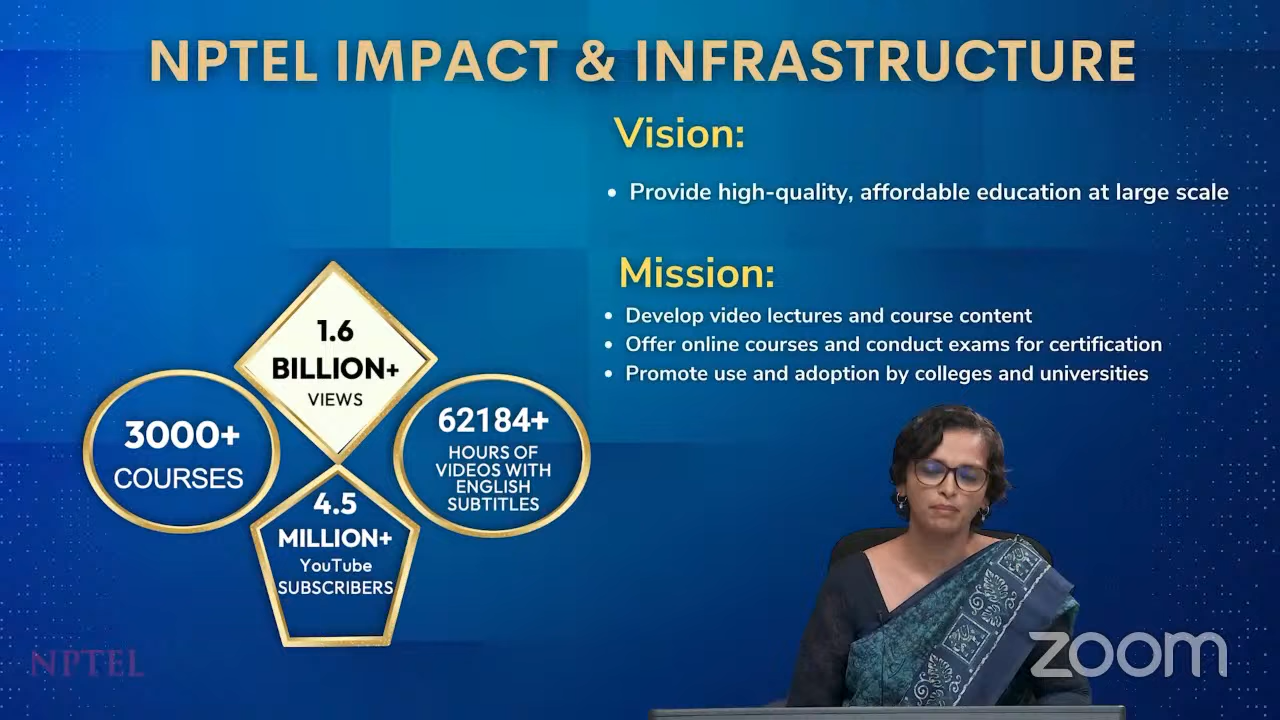 NPTEL IMPACT & INFRASTRUCTURE
Vision:
• Provide high-quality, affordable education at large scale
Mission:
• Develop video lectures and course content
• Offer online courses and conduct exams for certification
• Promote use and adoption by colleges and universities
1.6
BILLION+
VIEWS
3000+
COURSES
62184+
HOURS OF
VIDEOS WITH
ENGLISH
SUBTITLES
4.5
MILLION+
YouTube
SUBSCRIBERS
NPTEL
zoom